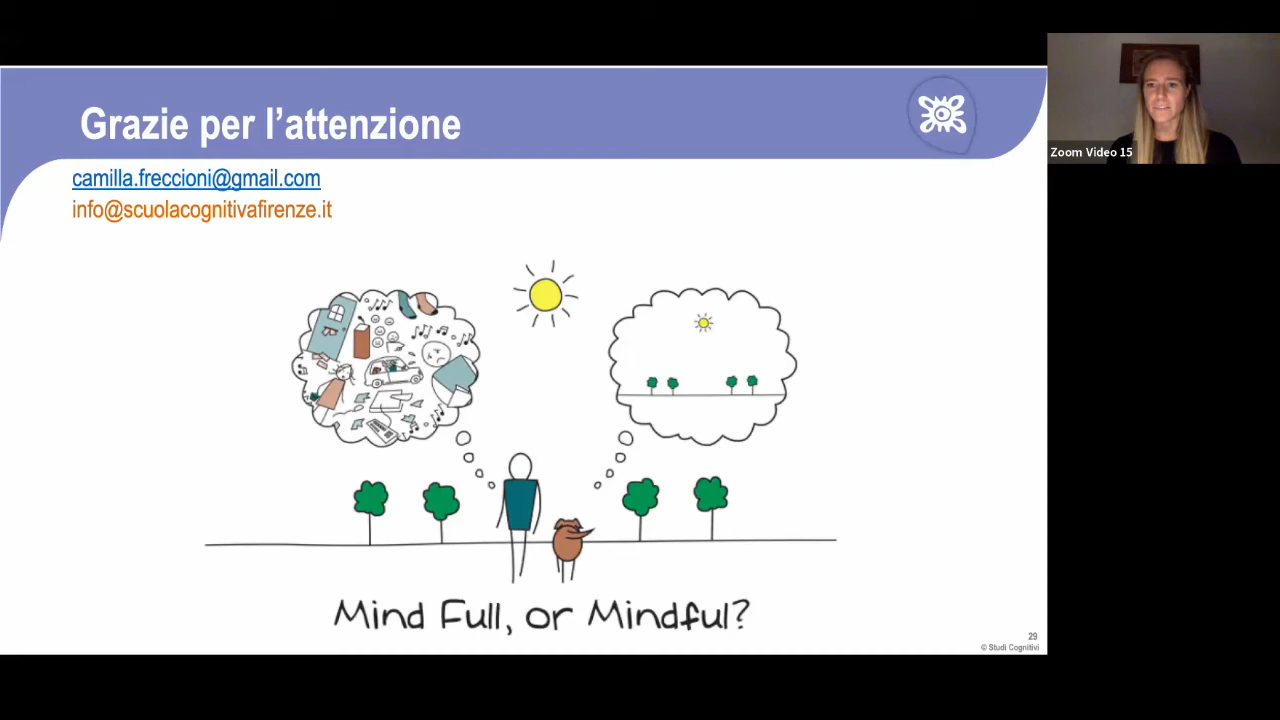 Grazie per l'attenzione
camilla.freccioni@gmail.com
info@scuolacognitivafirenze.it
Zoom Video 15
Mind Full, or Mindful?
29
© Studi Cognitivi